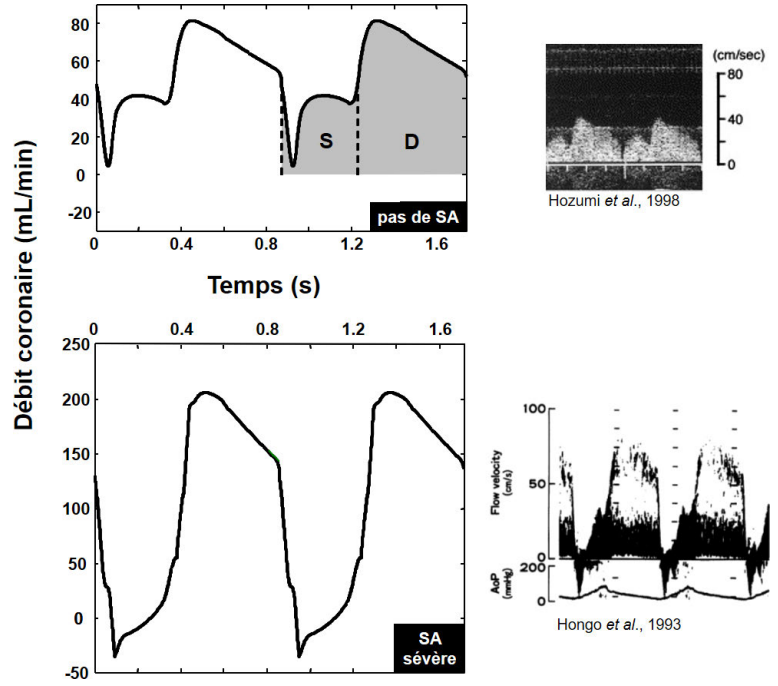 Débit coronaire (mL/min)
80
60
40
20
0
-20
S
D
pas de SA
0
0.4
0.8
1.2
1.6
Temps (s)
0
0.4
0.8
1.2
1.6
250
200
150
100
50
0
-50
SA
sévère
(cm/sec)
80
40
0
Hozumi et al., 1998
100
50
0
Flow velocity
(cm/s)
200
0
AoP
(mmHg)
Hongo et al., 1993